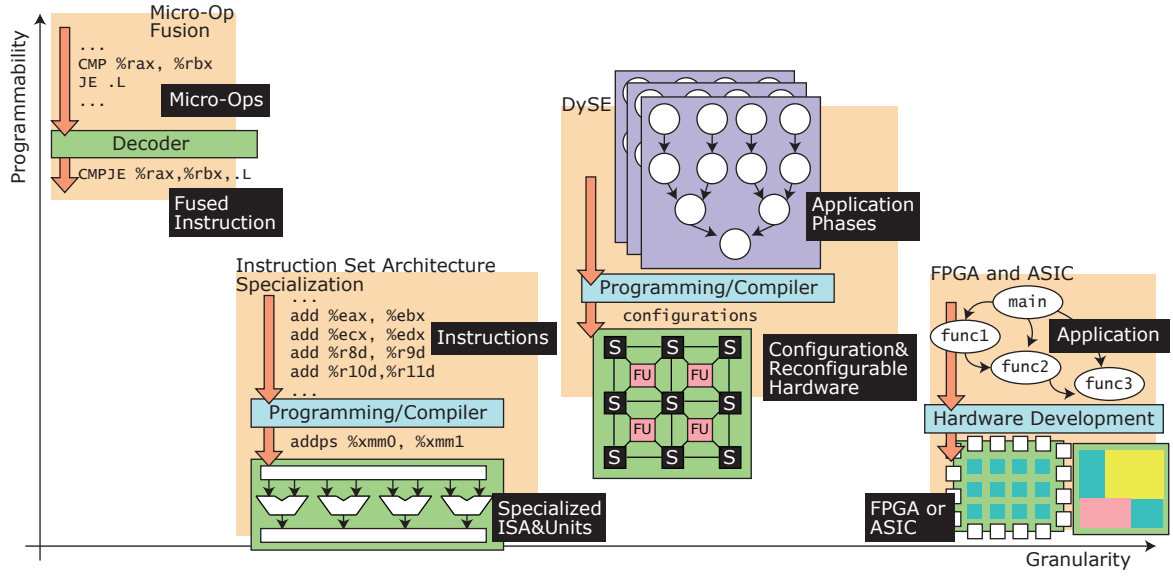 Programmability
Micro-Op
Fusion
...
CMP %rax, %rbx
JE .L
...
Micro-Ops
Decoder
CMPJE %rax,%rbx,.L
Fused
Instruction
Instruction Set Architecture
Specialization
...
add %eax, %ebx
add %ecx, %edx
add %r8d, %r9d
add %r10d,%r11d
...
Instructions
Programming/Compiler
addps %xmm0, %xmm1
Specialized
ISA&Units
DySE
Application
Phases
Programming/Compiler
configurations
S S S
FU FU
S S S
FU FU
S S S
Configuration&
Reconfigurable
Hardware
FPGA and ASIC
main
func1
func2
func3
Application
Hardware Development
FPGA or
ASIC
Granularity